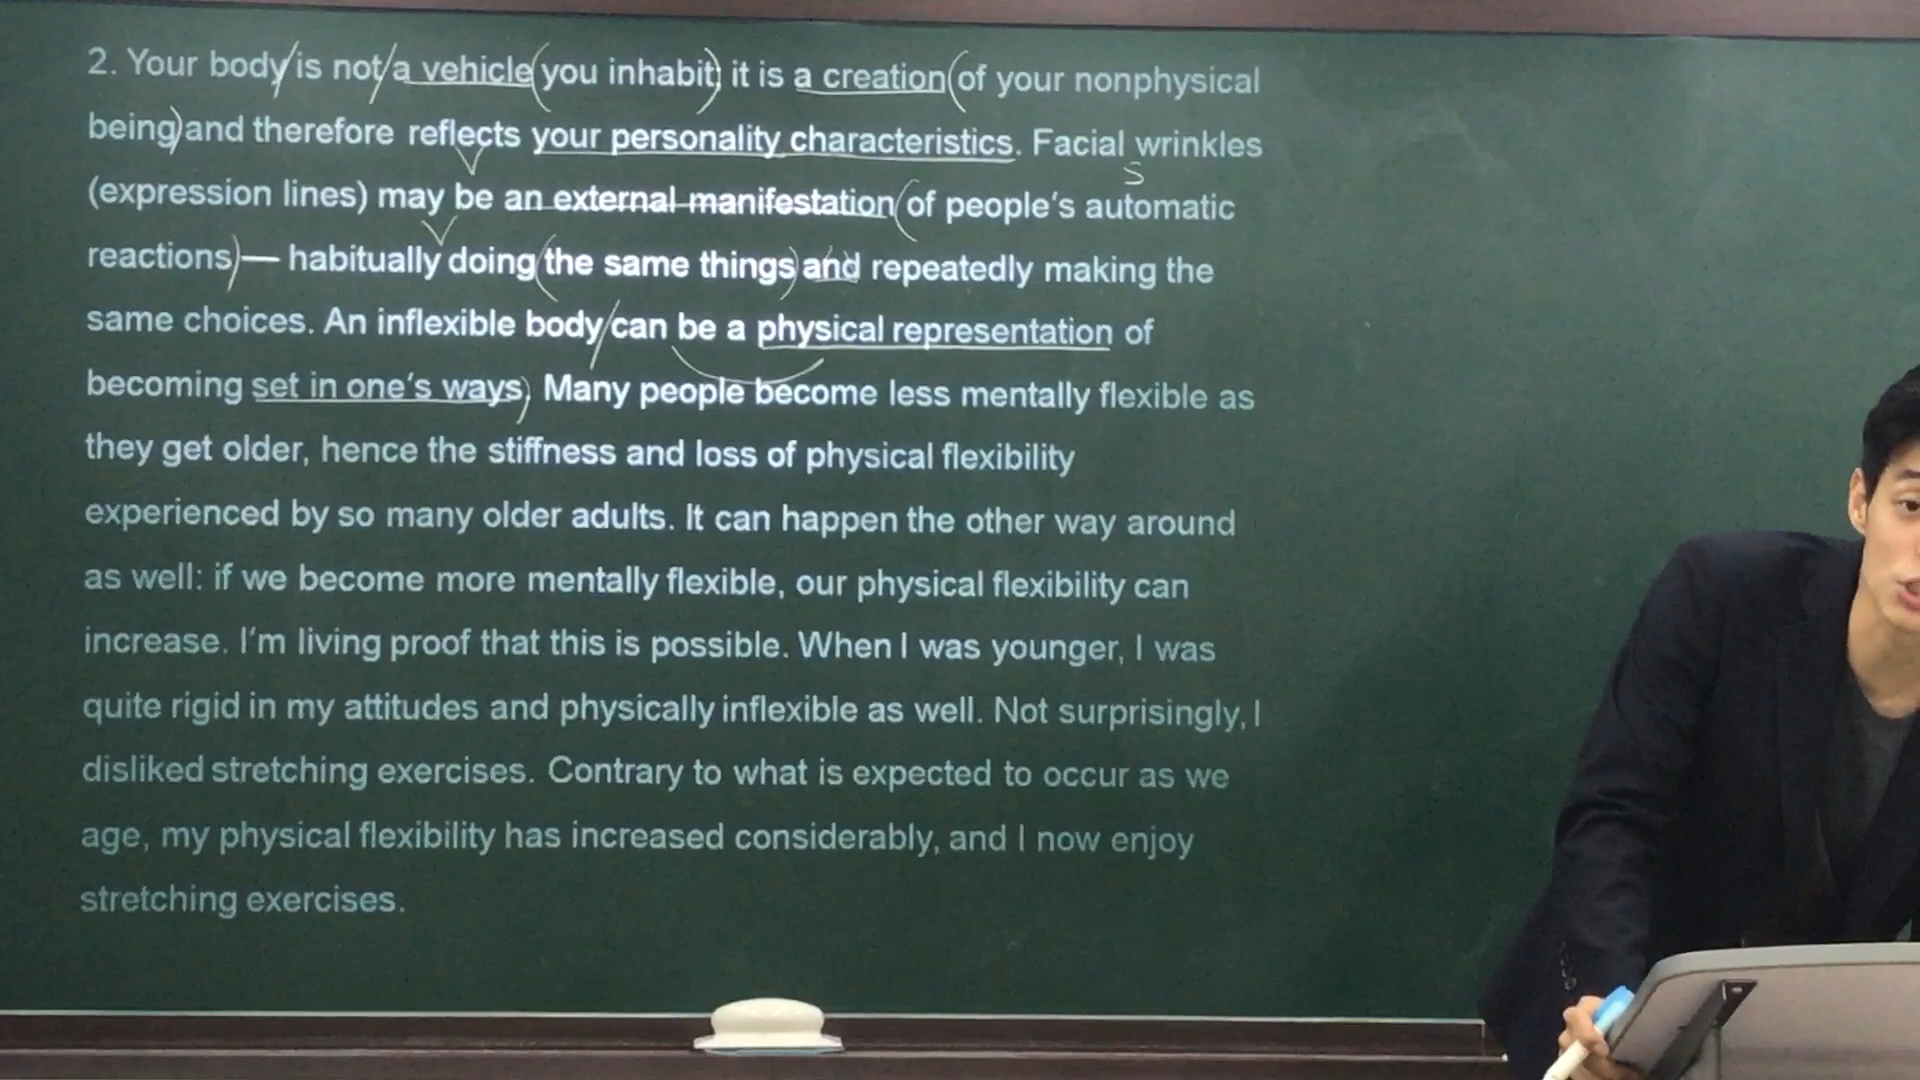 2. Your body is not a vehicle you inhabit; it is a creation of your nonphysical
being and therefore reflects your personality characteristics. Facial wrinkles
S
(expression lines) may be an external manifestation of people's automatic
reactions — habitually doing the same things and repeatedly making the
same choices. An inflexible body can be a physical representation of
becoming set in one's ways. Many people become less mentally flexible as
they get older, hence the stiffness and loss of physical flexibility
experienced by so many older adults. It can happen the other way around
as well: if we become more mentally flexible, our physical flexibility can
increase. I'm living proof that this is possible. When I was younger, I was
quite rigid in my attitudes and physically inflexible as well. Not surprisingly, I
disliked stretching exercises. Contrary to what is expected to occur as we
age, my physical flexibility has increased considerably, and I now enjoy
stretching exercises.